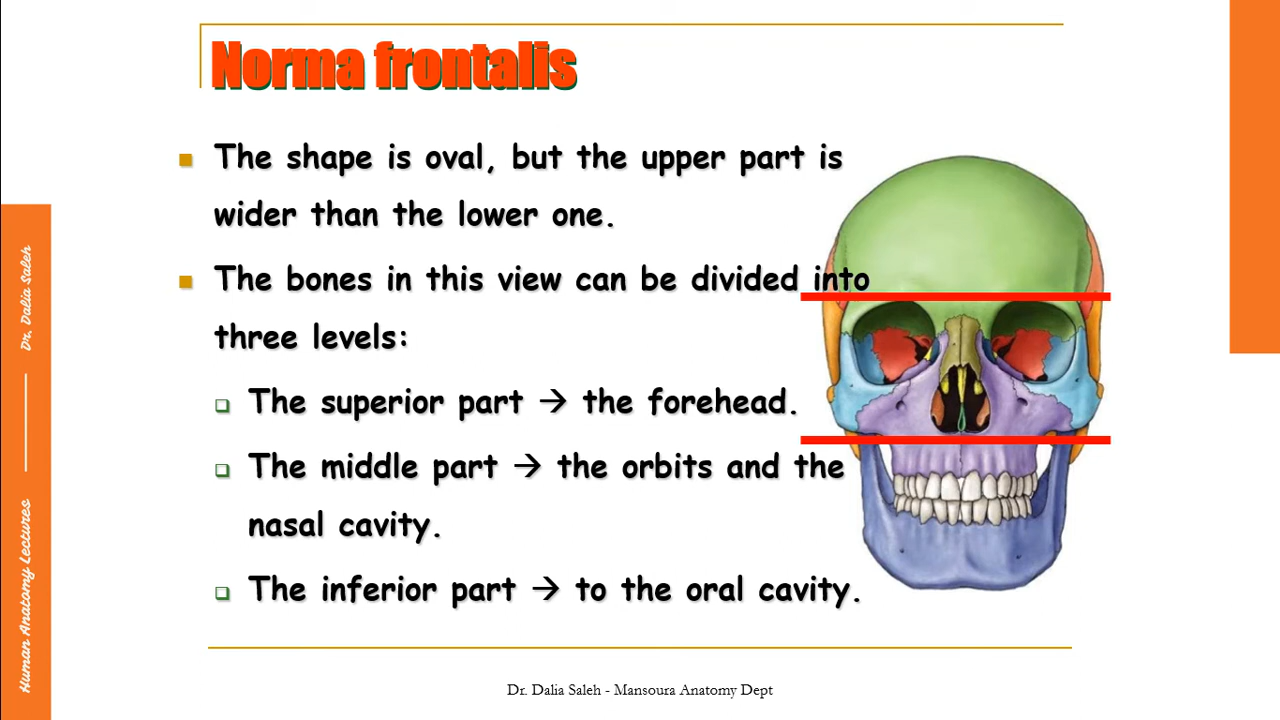 Norma frontalis
■ The shape is oval, but the upper part is
wider than the lower one.
■ The bones in this view can be divided into
three levels:
❑ The superior part → the forehead.
❑ The middle part → the orbits and the
nasal cavity.
❑ The inferior part → to the oral cavity.
Dr. Dalia Saleh - Mansoura Anatomy Dept
Human Anatomy Lectures
Dr. Dalia Saleh